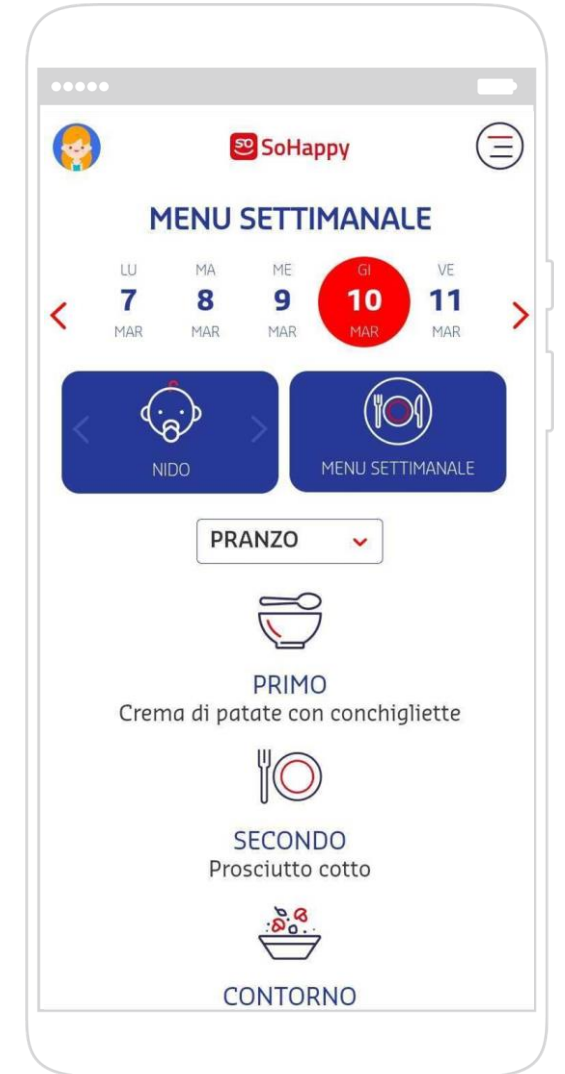 so SoHappy
MENU SETTIMANALE
LU MA ME GI VE
7 8 9 10 11
MAR MAR MAR MAR MAR
NIDO MENU SETTIMANALE
PRANZO
PRIMO
Crema di patate con conchigliette
SECONDO
Prosciutto cotto
CONTORNO